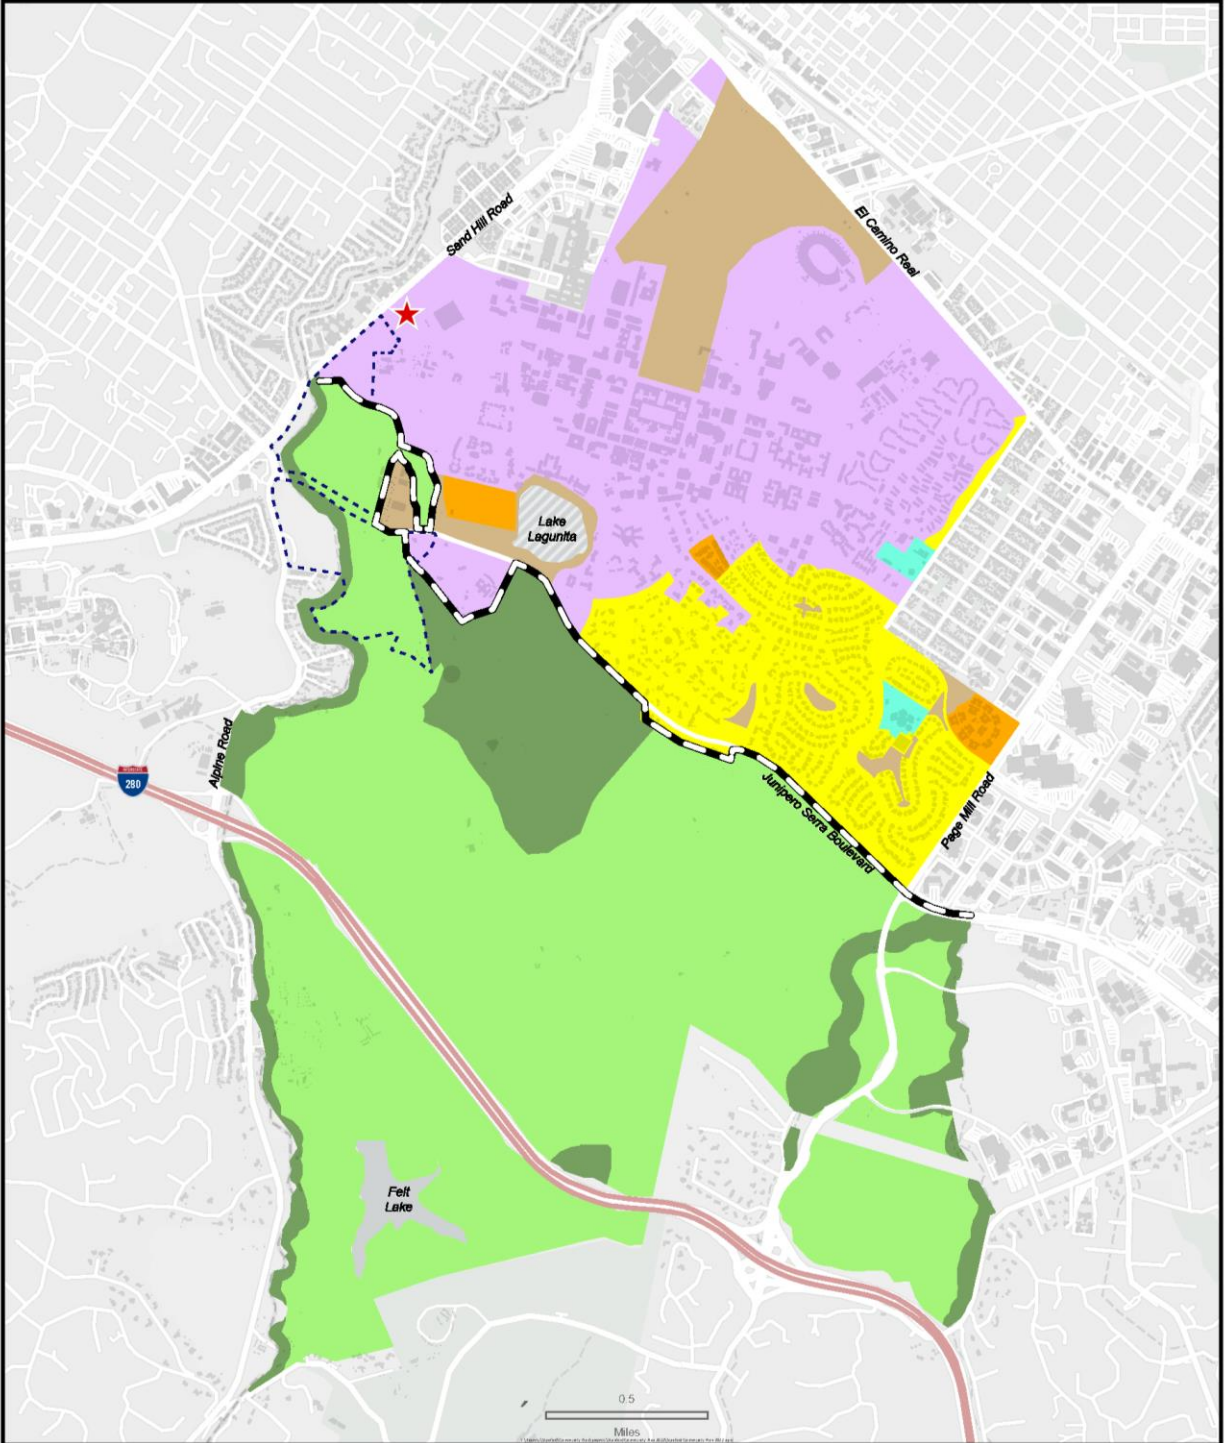 Sand Hill Road
El Camino Real
Lake
Lagunita
Alpine Road
280
Junipero Serra Boulevard
Page Mill Road
Felt
Lake
0.5
Miles